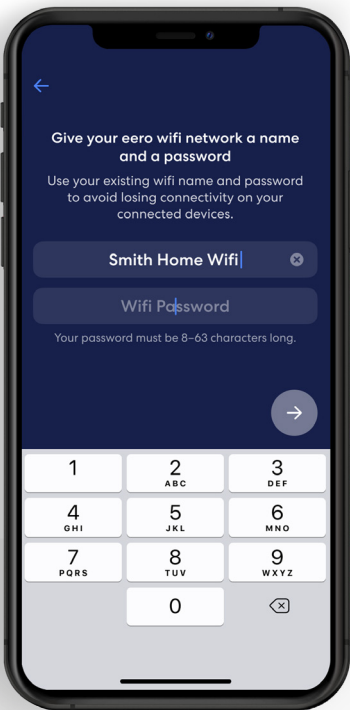 Give your eero wifi network a name
and a password
Use your existing wifi name and password
to avoid losing connectivity on your
connected devices.
Smith Home Wifi
Wifi Password
Your password must be 8–63 characters long.
1
2
ABC
3
DEF
4
GHI
5
JKL
6
MNO
7
PQRS
8
TUV
9
WXYZ
0